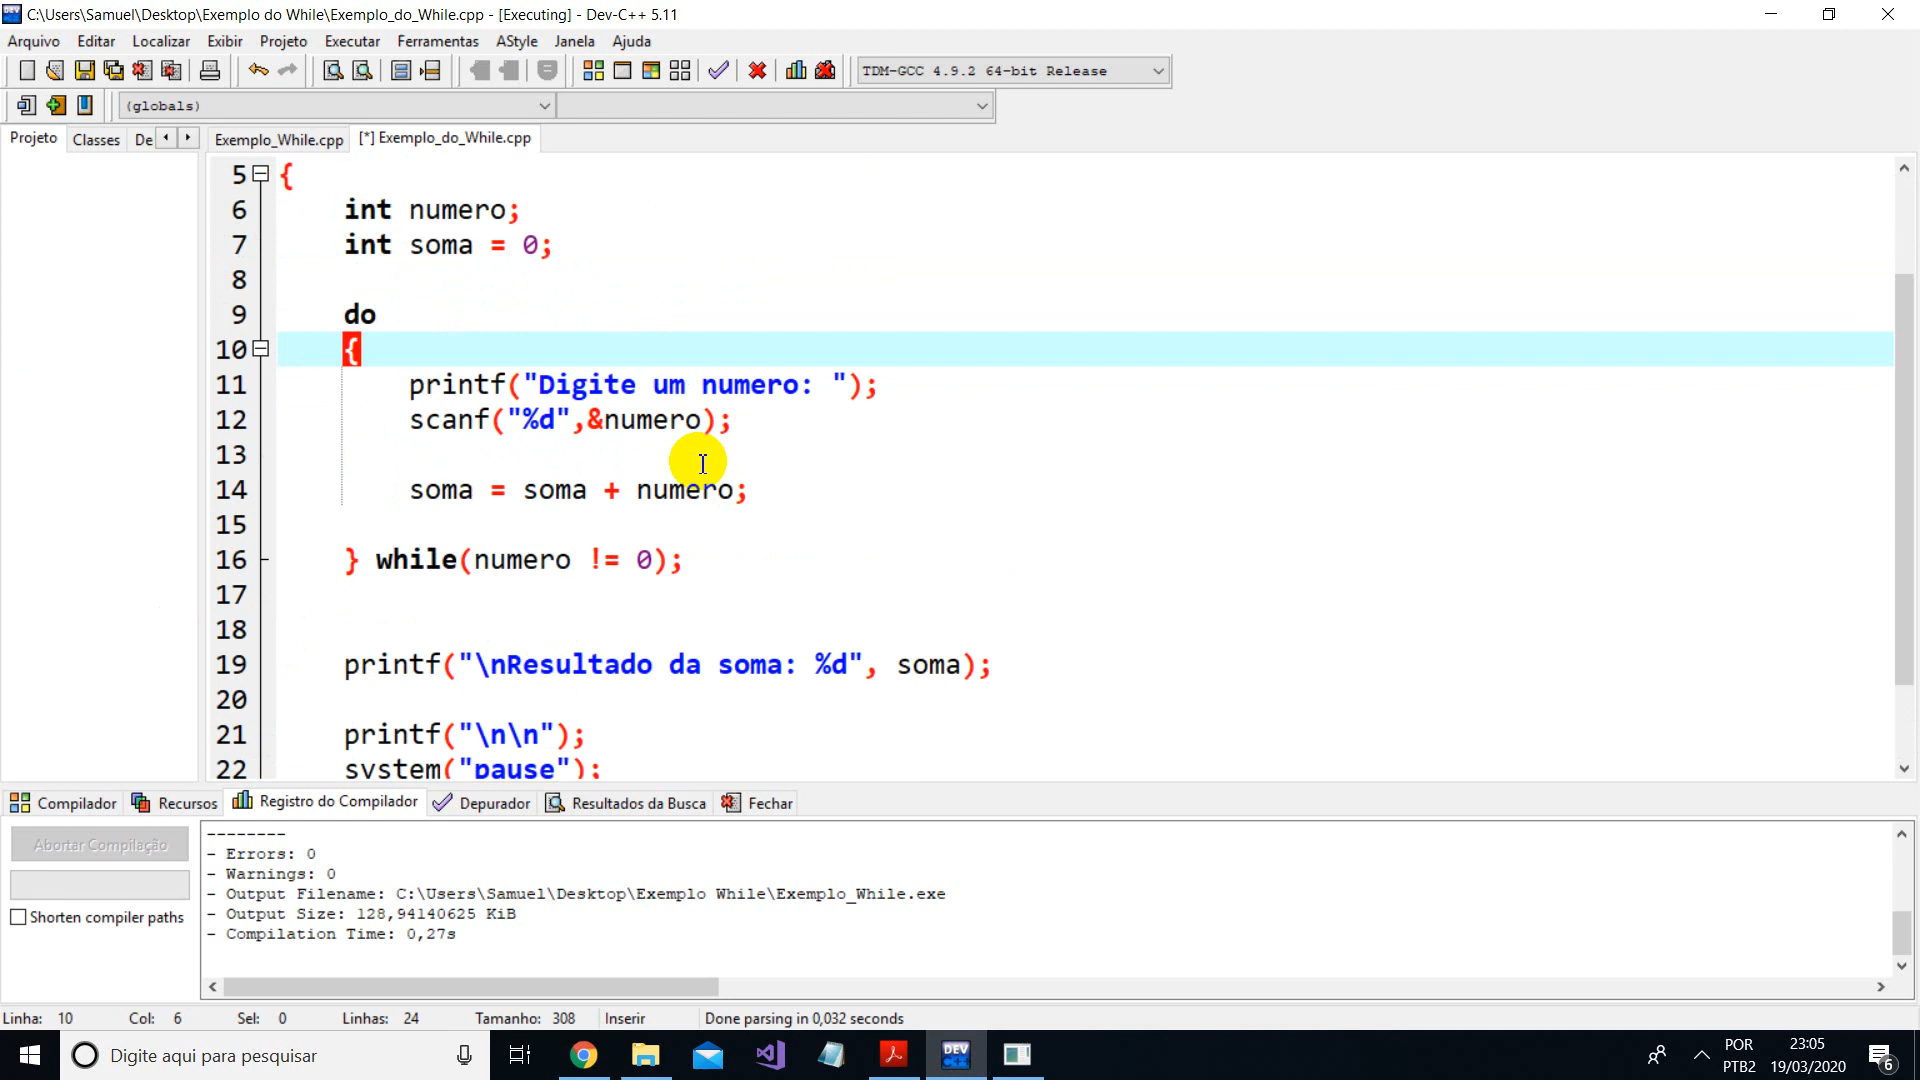 C:\Users\Samuel\Desktop\Exemplo do While\Exemplo_do_While.cpp - [Executing] - Dev-C++ 5.11
Arquivo Editar Localizar Exibir Projeto Executar Ferramentas AStyle Janela Ajuda
TDM-GCC 4.9.2 64-bit Release
(globals)
Projeto Classes De Exemplo_While.cpp [*] Exemplo_do_While.cpp
5 {
6 int numero;
7 int soma = 0;
8
9 do
10 {
11 printf("Digite um numero: ");
12 scanf("%d",&numero);
13
14 soma = soma + numero;
15
16 } while(numero != 0);
17
18
19 printf("\nResultado da soma: %d", soma);
20
21 printf("\n\n");
22 system("pause");
Compilador Recursos Registro do Compilador Depurador Resultados da Busca Fechar
Abortar Compilação
Shorten compiler paths
--------
- Errors: 0
- Warnings: 0
- Output Filename: C:\Users\Samuel\Desktop\Exemplo While\Exemplo_While.exe
- Output Size: 128,94140625 KiB
- Compilation Time: 0,27s
Linha: 10 Col: 6 Sel: 0 Linhas: 24 Tamanho: 308 Inserir Done parsing in 0,032 seconds
Digite aqui para pesquisar
DEV C++
POR
PTB2
23:05
19/03/2020
6